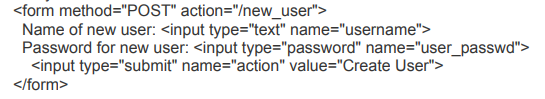 <form method="POST" action="/new_user">
Name of new user: <input type="text" name="username">
Password for new user: <input type="password" name="user_passwd">
<input type="submit" name="action" value="Create User">
</form>